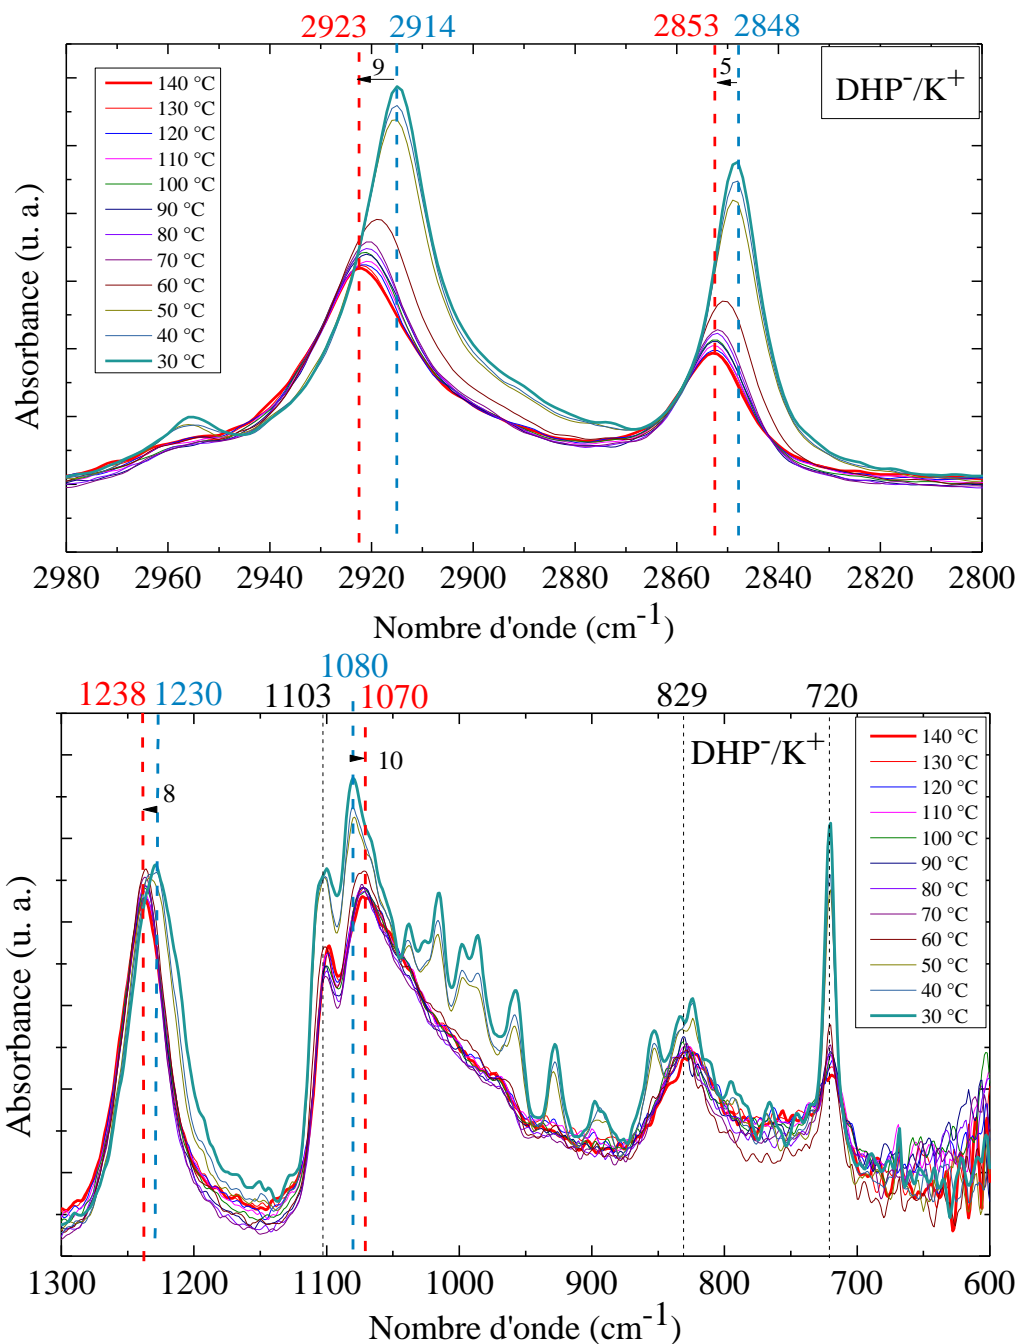 2923 2914 2853 2848
9
5
DHP⁻/K⁺
140 °C
130 °C
120 °C
110 °C
100 °C
90 °C
80 °C
70 °C
60 °C
50 °C
40 °C
30 °C
Absorbance (u. a.)
2980 2960 2940 2920 2900 2880 2860 2840 2820 2800
Nombre d'onde (cm⁻¹)
1080
1238 1230 1103 1070 829 720
DHP⁻/K⁺
10
8
140 °C
130 °C
120 °C
110 °C
100 °C
90 °C
80 °C
70 °C
60 °C
50 °C
40 °C
30 °C
Absorbance (u. a.)
1300 1200 1100 1000 900 800 700 600
Nombre d'onde (cm⁻¹)